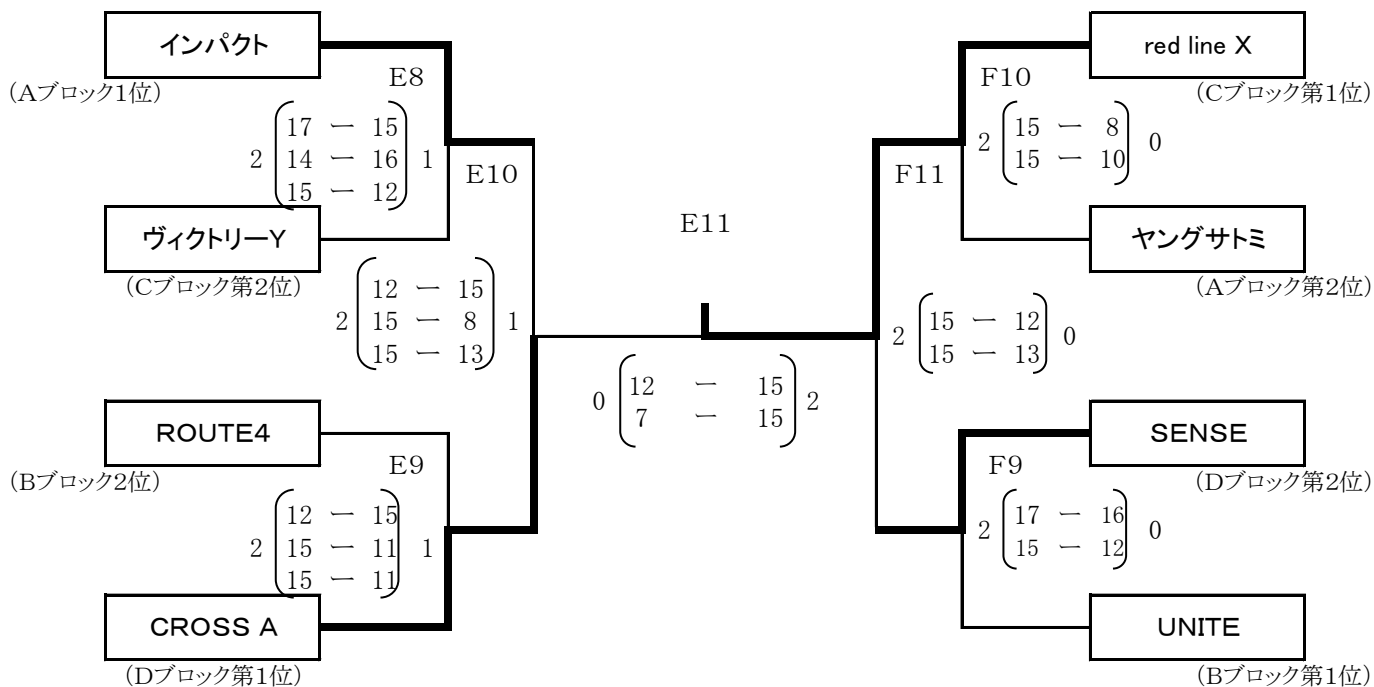 インパクト
(Aブロック1位)
E8
2 17 ー 15 1
14 ー 16
15 ー 12
ヴィクトリーY
(Cブロック第2位)
E10
2 12 ー 15 1
15 ー 8
15 ー 13
ROUTE4
(Bブロック2位)
E9
2 12 ー 15 1
15 ー 11
15 ー 11
CROSS A
(Dブロック第1位)
E11
0 12 ー 15 2
7 ー 15
red line X
(Cブロック第1位)
F10
2 15 ー 8 0
15 ー 10
ヤングサトミ
(Aブロック第2位)
F11
2 15 ー 12 0
15 ー 13
SENSE
(Dブロック第2位)
F9
2 17 ー 16 0
15 ー 12
UNITE
(Bブロック第1位)